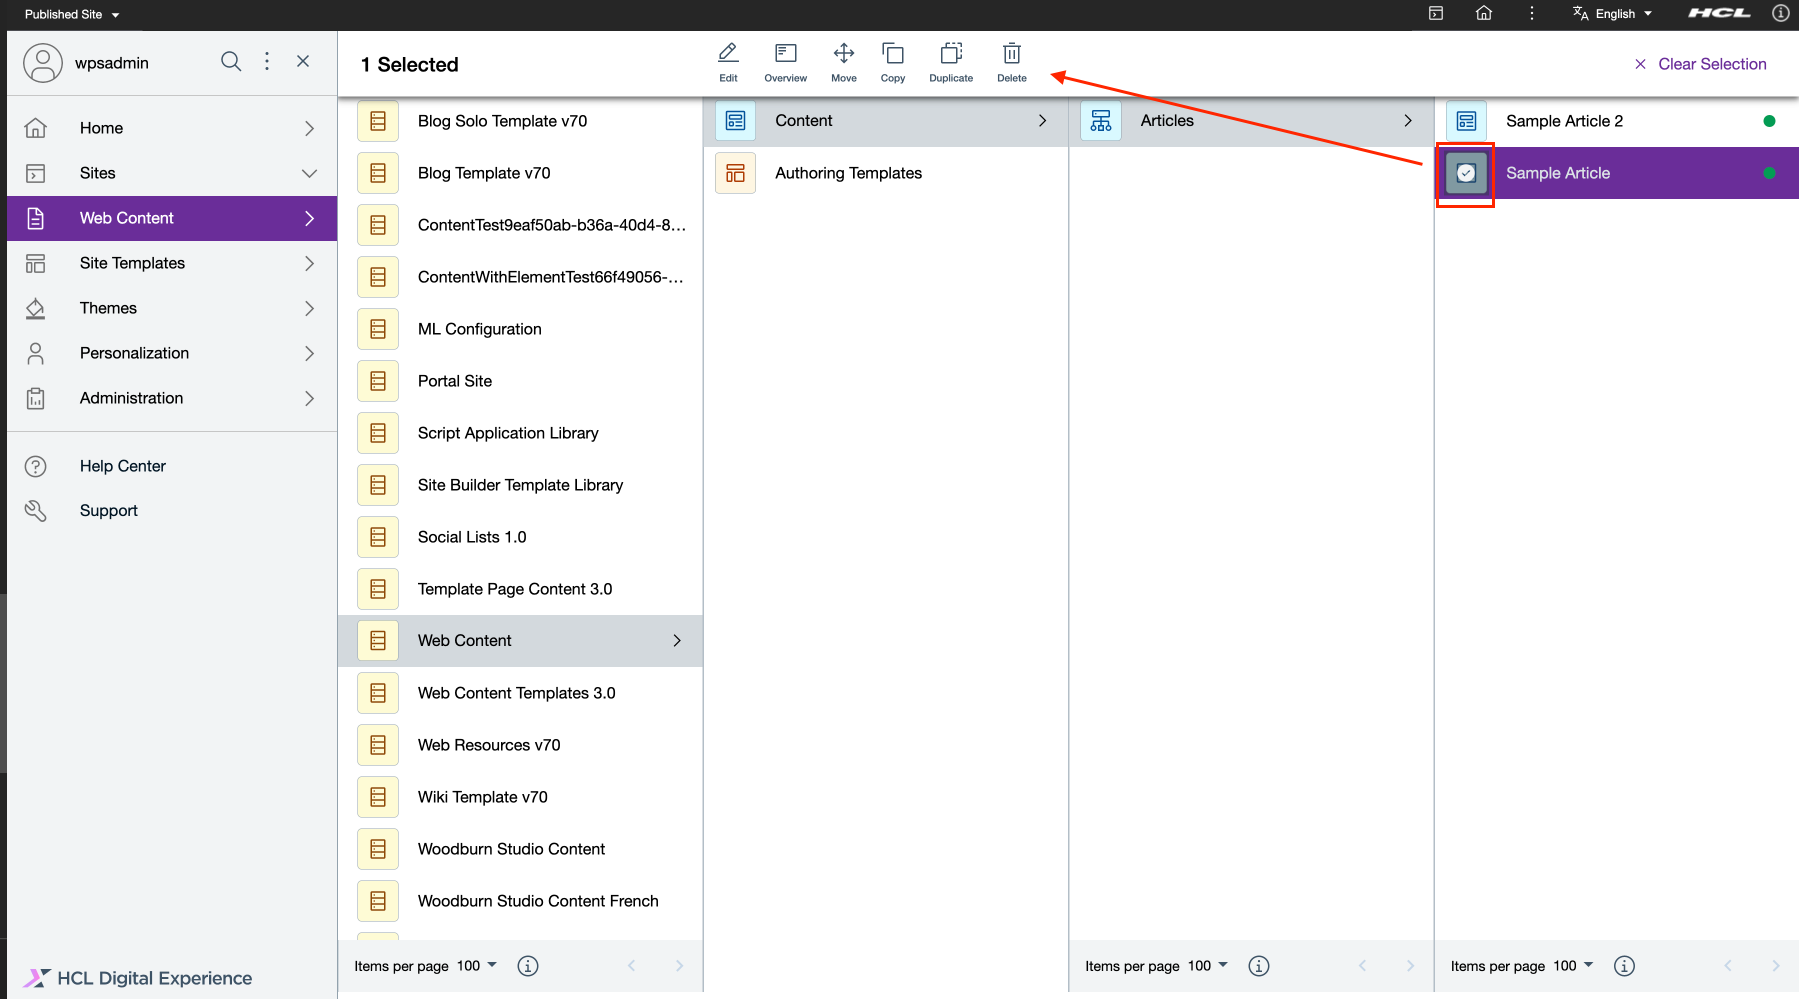 Published Site
English
HCL
wpsadmin
Home
Sites
Web Content
Site Templates
Themes
Personalization
Administration
Help Center
Support
HCL Digital Experience
1 Selected
Edit
Overview
Move
Copy
Duplicate
Delete
Clear Selection
Blog Solo Template v70
Blog Template v70
ContentTest9eaf50ab-b36a-40d4-8...
ContentWithElementTest66f49056-...
ML Configuration
Portal Site
Script Application Library
Site Builder Template Library
Social Lists 1.0
Template Page Content 3.0
Web Content
Web Content Templates 3.0
Web Resources v70
Wiki Template v70
Woodburn Studio Content
Woodburn Studio Content French
Items per page 100
Content
Authoring Templates
Articles
Items per page 100
Sample Article 2
Sample Article
Items per page 100